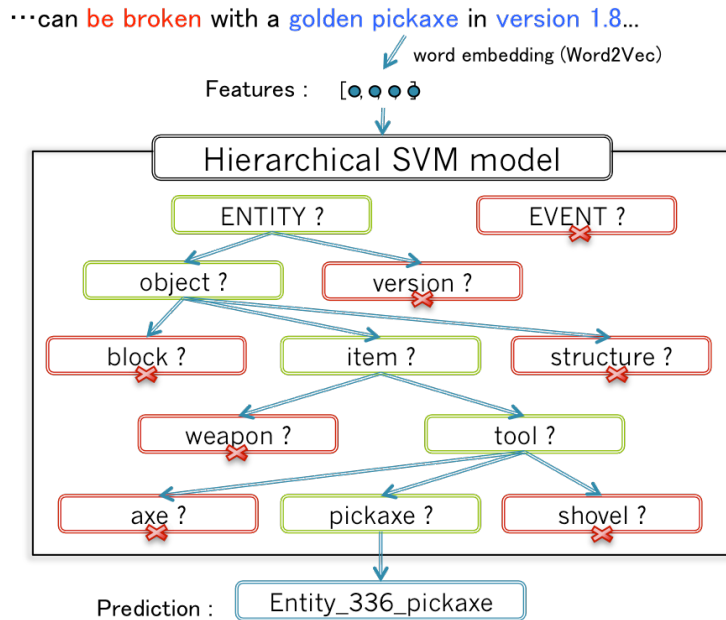 …can be broken with a golden pickaxe in version 1.8…
word embedding (Word2Vec)
Features : [ , , , ]
Hierarchical SVM model
ENTITY ? EVENT ?
object ? version ?
block ? item ? structure ?
weapon ? tool ?
axe ? pickaxe ? shovel ?
Prediction : Entity_336_pickaxe